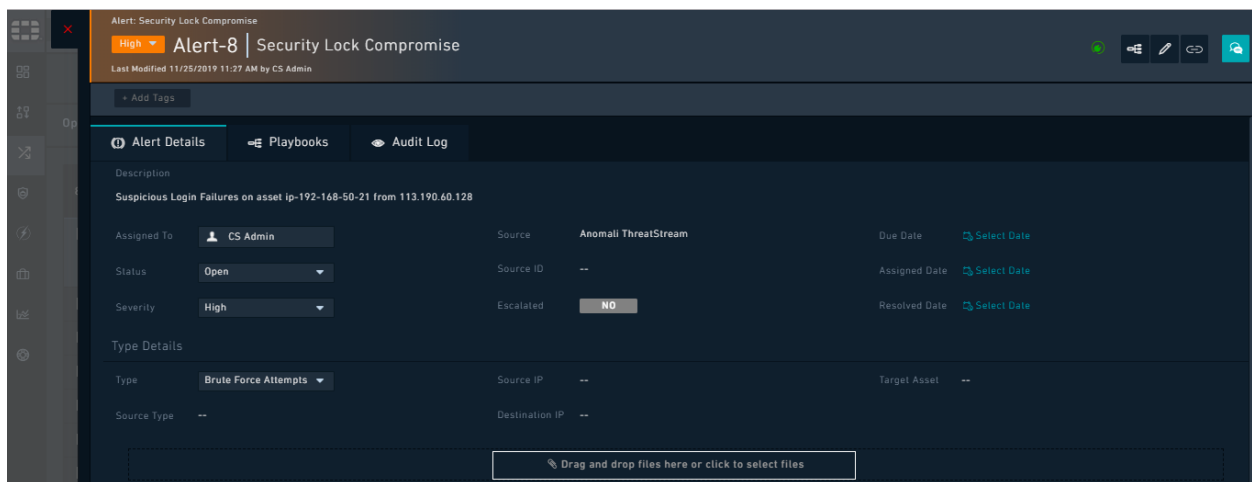 Alert: Security Lock Compromise
High Alert-8 Security Lock Compromise
Last Modified 11/25/2019 11:27 AM by CS Admin
+ Add Tags
Op
Alert Details Playbooks Audit Log
Description
Suspicious Login Failures on asset ip-192-168-50-21 from 113.190.60.128
Assigned To CS Admin Source Anomali ThreatStream Due Date Select Date
Status Open Source ID -- Assigned Date Select Date
Severity High Escalated NO Resolved Date Select Date
Type Details
Type Brute Force Attempts Source IP -- Target Asset --
Source Type -- Destination IP --
Drag and drop files here or click to select files